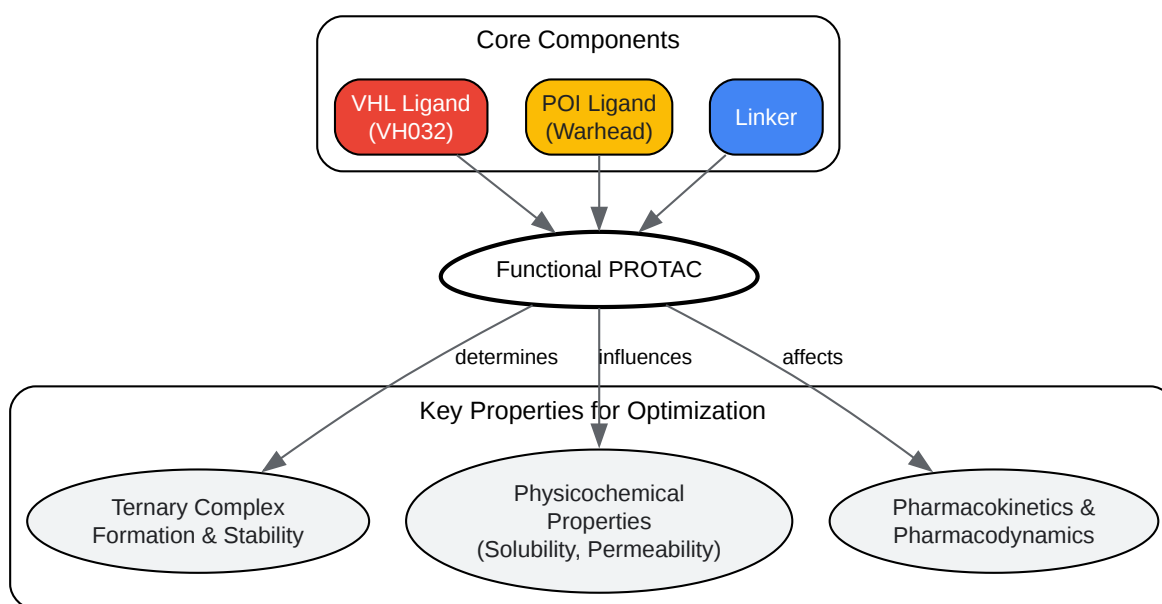 Core Components
VHL Ligand
(VH032)
POI Ligand
(Warhead)
Linker
Functional PROTAC
determines
influences
affects
Key Properties for Optimization
Ternary Complex
Formation & Stability
Physicochemical
Properties
(Solubility, Permeability)
Pharmacokinetics &
Pharmacodynamics